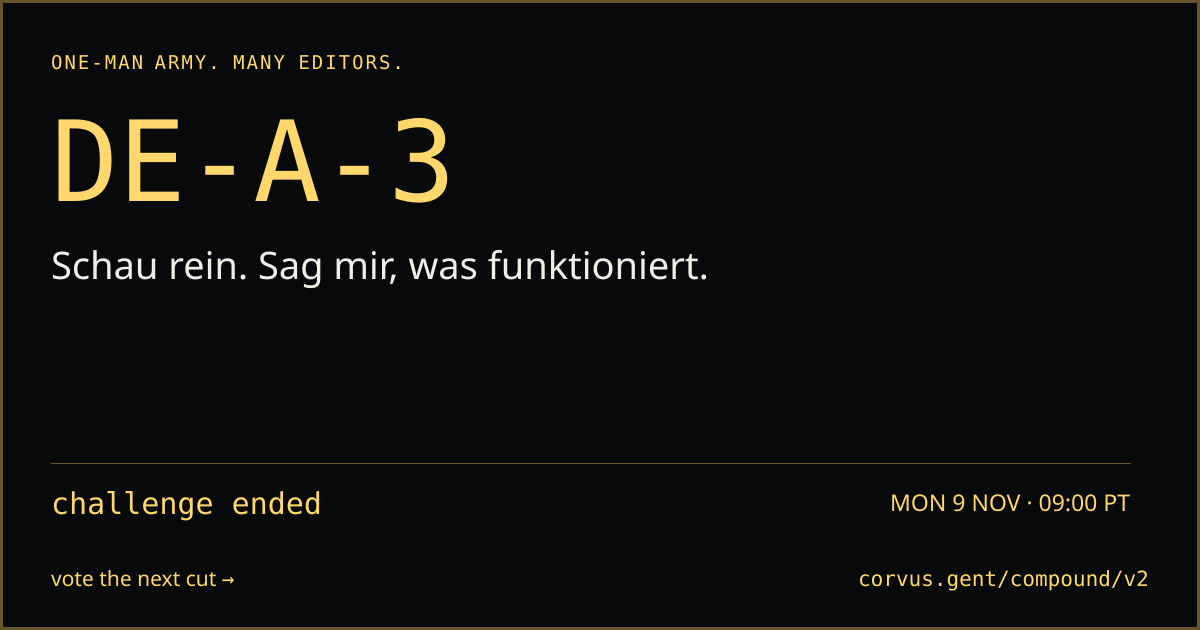 ONE-MAN ARMY. MANY EDITORS.
DE-A-3
Schau rein. Sag mir, was funktioniert.
challenge ended
MON 9 NOV · 09:00 PT
vote the next cut →
corvus.gent/compound/v2